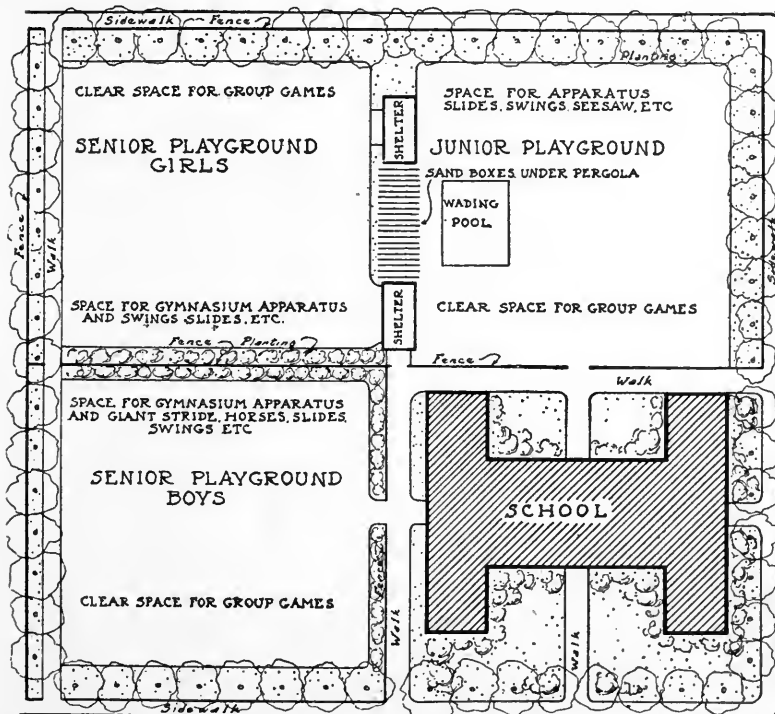 Sidewalk Fence
Planting
CLEAR SPACE FOR GROUP GAMES
SENIOR PLAYGROUND
GIRLS
SHELTER
SPACE FOR APPARATUS
SLIDES, SWINGS, SEESAW, ETC
JUNIOR PLAYGROUND
SAND BOXES UNDER PERGOLA
WADING
POOL
Fence
Walk
Sidewalk
SPACE FOR GYMNASIUM APPARATUS
AND SWINGS SLIDES, ETC.
SHELTER
CLEAR SPACE FOR GROUP GAMES
Fence Planting
Fence
Walk
SPACE FOR GYMNASIUM APPARATUS
AND GIANT STRIDE, HORSES, SLIDES,
SWINGS ETC
SENIOR PLAYGROUND
BOYS
SCHOOL
CLEAR SPACE FOR GROUP GAMES
Fence
Walk
Walk
Sidewalk